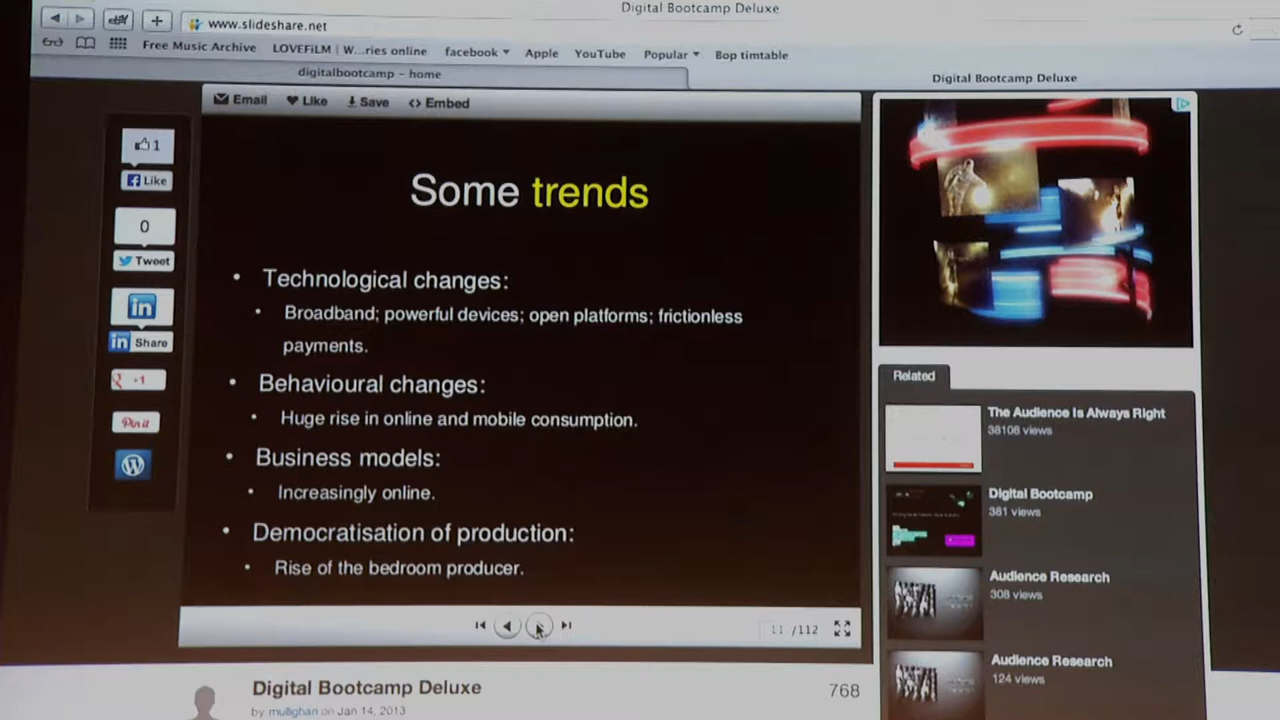 Digital Bootcamp Deluxe
www.slideshare.net
Free Music Archive LOVEFiLM | W...ries online facebook Apple YouTube Popular Bop timtable
digitalbootcamp – home
Digital Bootcamp Deluxe
Email Like Save Embed
1
Like
0
Tweet
in
in Share
+1
Pin it
Some trends
• Technological changes:
• Broadband; powerful devices; open platforms; frictionless
payments.
• Behavioural changes:
• Huge rise in online and mobile consumption.
• Business models:
• Increasingly online.
• Democratisation of production:
• Rise of the bedroom producer.
11 /112
Related
The Audience Is Always Right
38108 views
Digital Bootcamp
381 views
Audience Research
308 views
Audience Research
124 views
Digital Bootcamp Deluxe
768
by mullighan on Jan 14, 2013